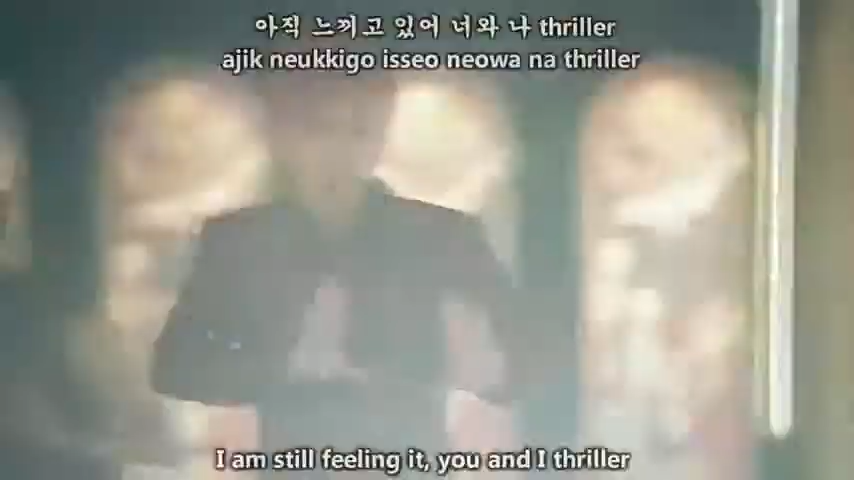 아직 느끼고 있어 너와 나 thriller
ajik neukkigo isseo neowa na thriller
I am still feeling it, you and I thriller